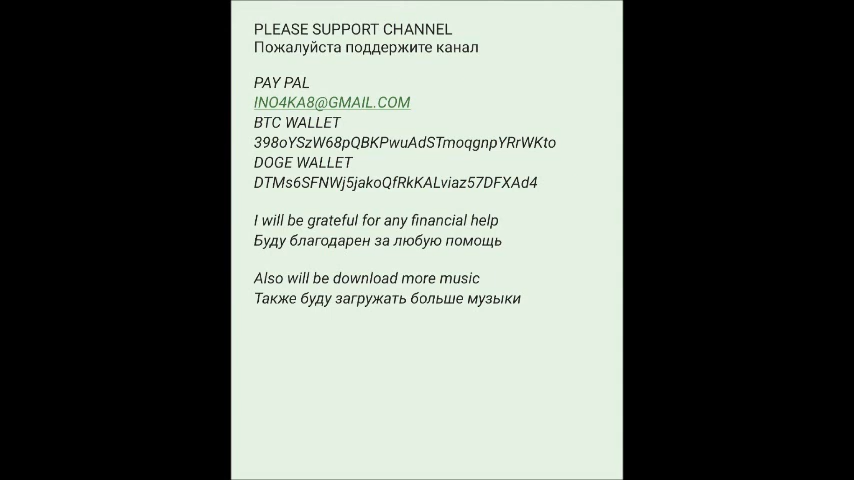 PLEASE SUPPORT CHANNEL
Пожалуйста поддержите канал
PAY PAL
INO4KA8@GMAIL.COM
BTC WALLET
398oYSzW68pQBKPwuAdSTmoqgnpYRrWKto
DOGE WALLET
DTMs6SFNWj5jakoQfRkKALviaz57DFXAd4
I will be grateful for any financial help
Буду благодарен за любую помощь
Also will be download more music
Также буду загружать больше музыки